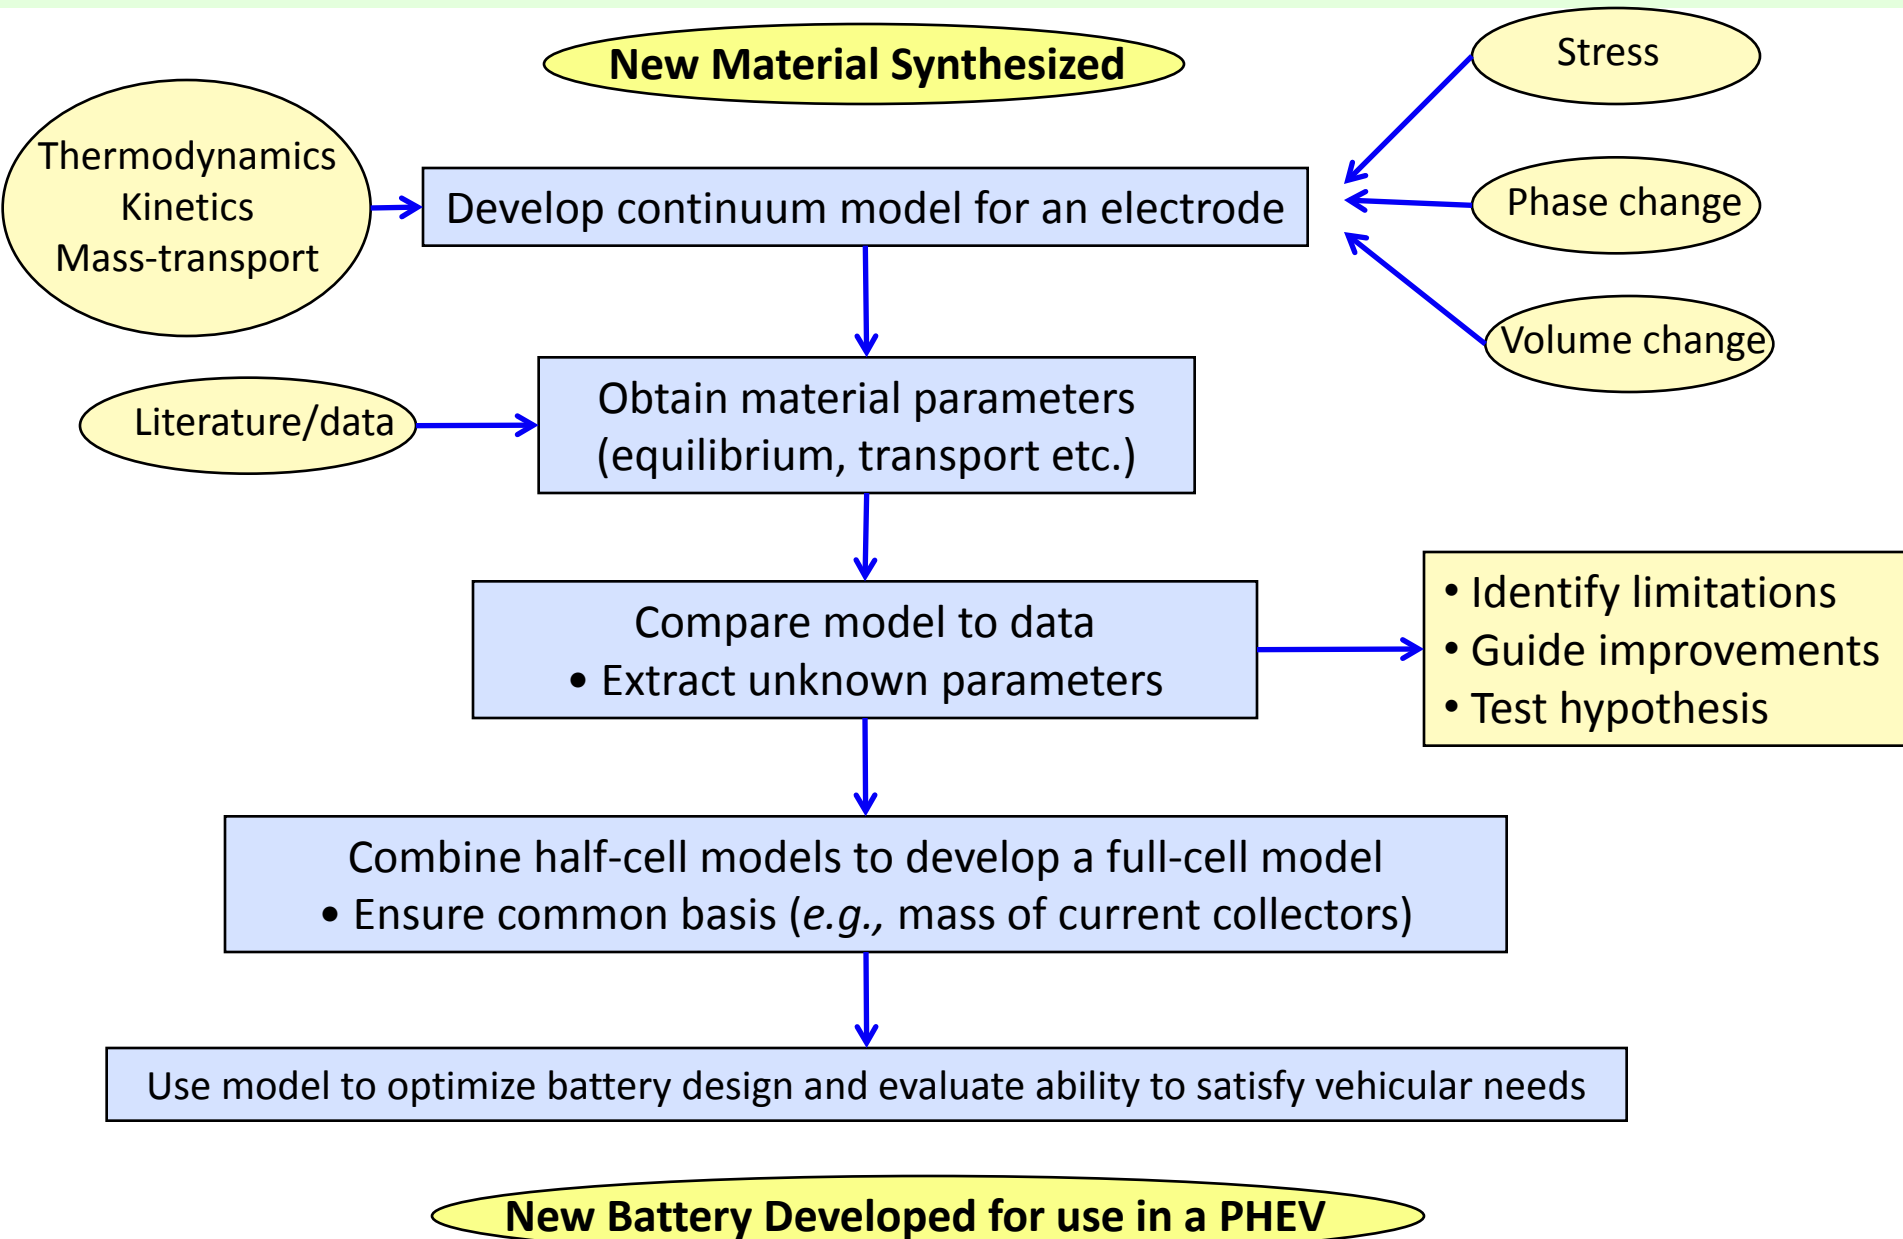 New Material Synthesized
Stress
Thermodynamics
Kinetics
Mass-transport
Develop continuum model for an electrode
Phase change
Volume change
Literature/data
Obtain material parameters
(equilibrium, transport etc.)
Compare model to data
• Extract unknown parameters
• Identify limitations
• Guide improvements
• Test hypothesis
Combine half-cell models to develop a full-cell model
• Ensure common basis (e.g., mass of current collectors)
Use model to optimize battery design and evaluate ability to satisfy vehicular needs
New Battery Developed for use in a PHEV